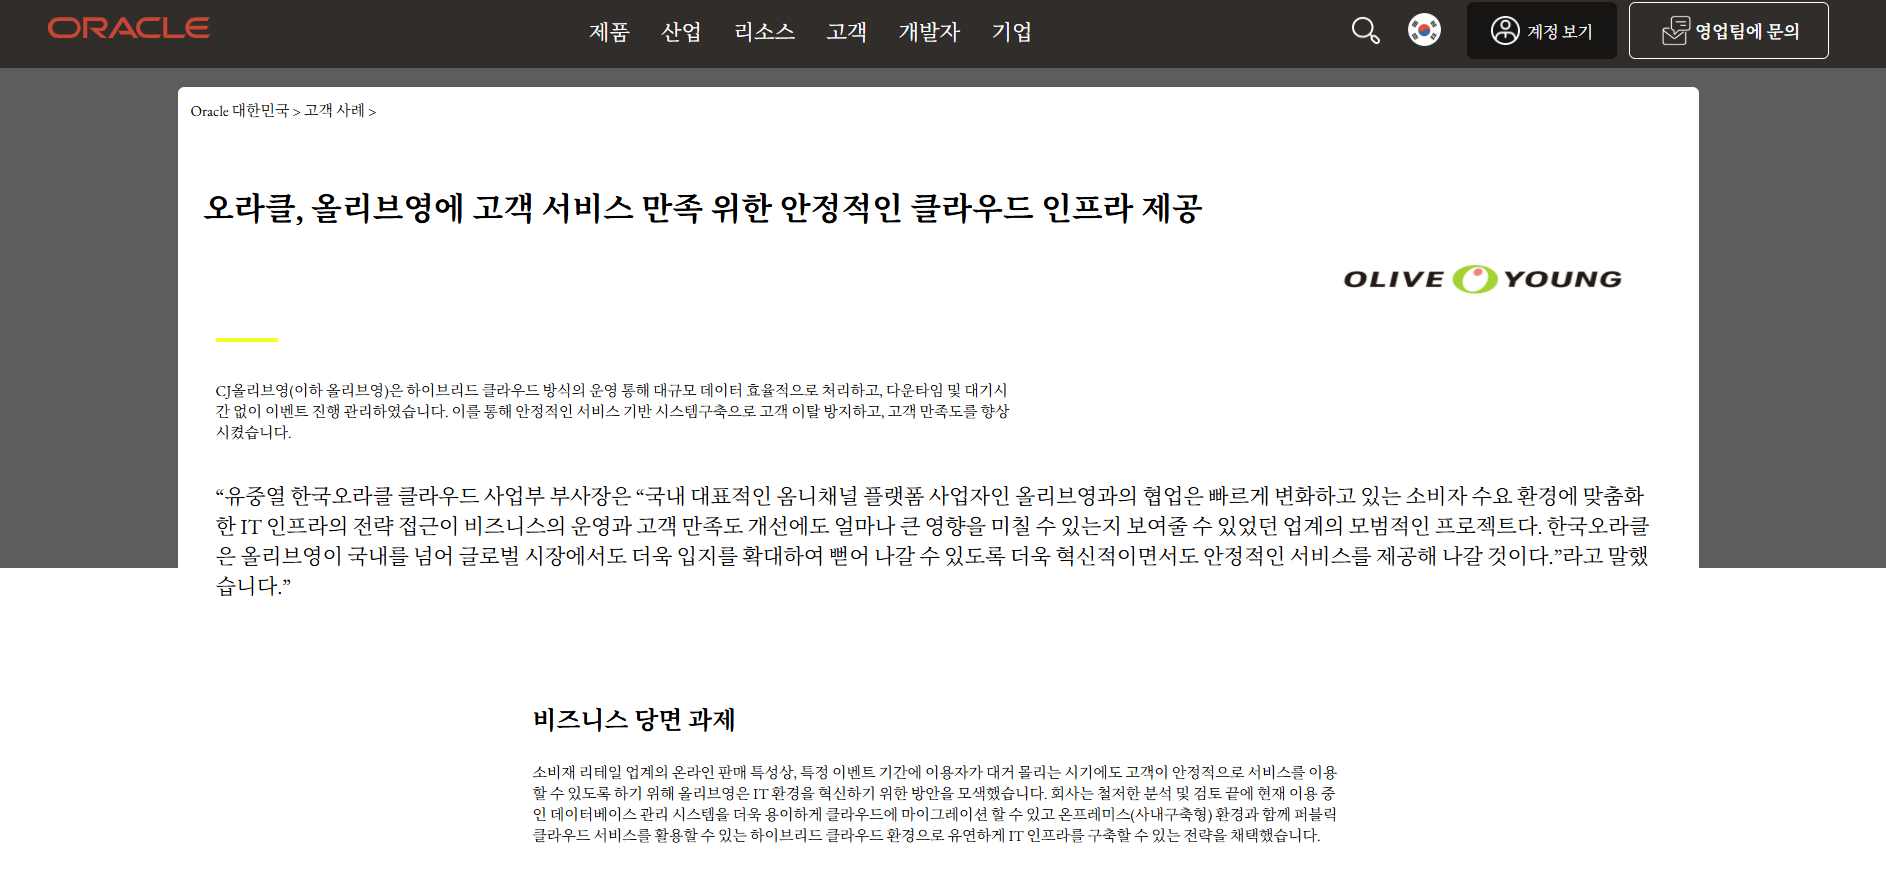 ORACLE
제품 산업 리소스 고객 개발자 기업
계정 보기
영업팀에 문의
Oracle 대한민국 > 고객 사례 >
오라클, 올리브영에 고객 서비스 만족 위한 안정적인 클라우드 인프라 제공
OLIVE YOUNG
CJ올리브영(이하 올리브영)은 하이브리드 클라우드 방식의 운영 통해 대규모 데이터 효율적으로 처리하고, 다운타임 및 대기시
간 없이 이벤트 진행 관리하였습니다. 이를 통해 안정적인 서비스 기반 시스템구축으로 고객 이탈 방지하고, 고객 만족도를 향상
시켰습니다.
“유중열 한국오라클 클라우드 사업부 부사장은 “국내 대표적인 옴니채널 플랫폼 사업자인 올리브영과의 협업은 빠르게 변화하고 있는 소비자 수요 환경에 맞춤화
한 IT 인프라의 전략 접근이 비즈니스의 운영과 고객 만족도 개선에도 얼마나 큰 영향을 미칠 수 있는지 보여줄 수 있었던 업계의 모범적인 프로젝트다. 한국오라클
은 올리브영이 국내를 넘어 글로벌 시장에서도 더욱 입지를 확대하여 뻗어 나갈 수 있도록 더욱 혁신적이면서도 안정적인 서비스를 제공해 나갈 것이다.”라고 말했
습니다.”
비즈니스 당면 과제
소비재 리테일 업계의 온라인 판매 특성상, 특정 이벤트 기간에 이용자가 대거 몰리는 시기에도 고객이 안정적으로 서비스를 이용
할 수 있도록 하기 위해 올리브영은 IT 환경을 혁신하기 위한 방안을 모색했습니다. 회사는 철저한 분석 및 검토 끝에 현재 이용 중
인 데이터베이스 관리 시스템을 더욱 용이하게 클라우드에 마이그레이션 할 수 있고 온프레미스(사내구축형) 환경과 함께 퍼블릭
클라우드 서비스를 활용할 수 있는 하이브리드 클라우드 환경으로 유연하게 IT 인프라를 구축할 수 있는 전략을 채택했습니다.